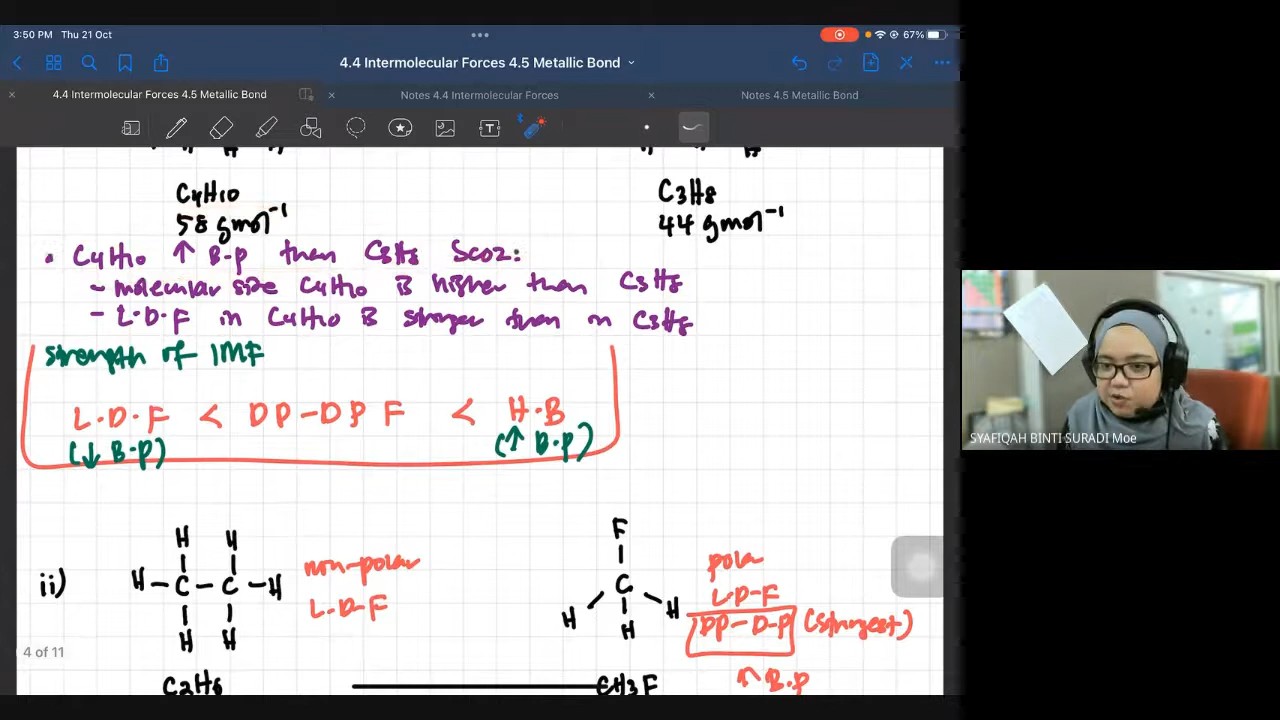 3:50 PM Thu 21 Oct
67%
4.4 Intermolecular Forces 4.5 Metallic Bond
4.4 Intermolecular Forces 4.5 Metallic Bond
Notes 4.4 Intermolecular Forces
Notes 4.5 Metallic Bond
C4H10
58 gmol-1
C3H8
44 gmol-1
• C4H10 ↑ B.p than C3H8 Sco2:
- molecular size C4H10 is higher than C3H8
- L.D.F in C4H10 is stronger than in C3H8
strength of IMF
L.D.F < DP-DP F < H.B
(↓ B.p) (↑ B.p)
ii)
H H
H-C-C-H
H H
C2H6
non-polar
L.D.F
F
C
H H H
CH3F
polar
L.D.F
DP-D.P (strongest)
↑ B.p
4 of 11
SYAFIQAH BINTI SURADI Moe